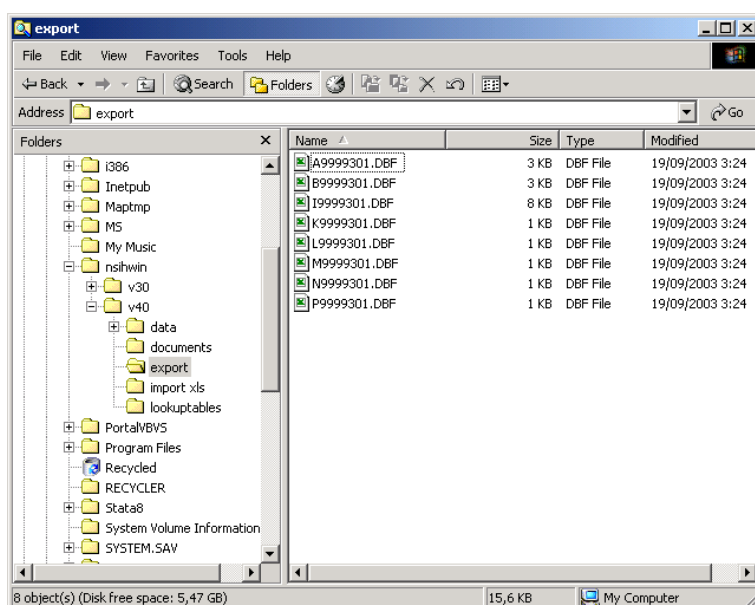 export
File Edit View Favorites Tools Help
Back Search Folders
Address export Go
Folders
Name Size Type Modified
i386
Inetpub
Maptmp
MS
My Music
nsihwin
v30
v40
data
documents
export
import xls
lookuptables
PortalVBVS
Program Files
Recycled
RECYCLER
Stata8
System Volume Information
SYSTEM.SAV
A9999301.DBF 3 KB DBF File 19/09/2003 3:24
B9999301.DBF 3 KB DBF File 19/09/2003 3:24
I9999301.DBF 8 KB DBF File 19/09/2003 3:24
K9999301.DBF 1 KB DBF File 19/09/2003 3:24
L9999301.DBF 1 KB DBF File 19/09/2003 3:24
M9999301.DBF 1 KB DBF File 19/09/2003 3:24
N9999301.DBF 1 KB DBF File 19/09/2003 3:24
P9999301.DBF 1 KB DBF File 19/09/2003 3:24
8 object(s) (Disk free space: 5,47 GB) 15,6 KB My Computer